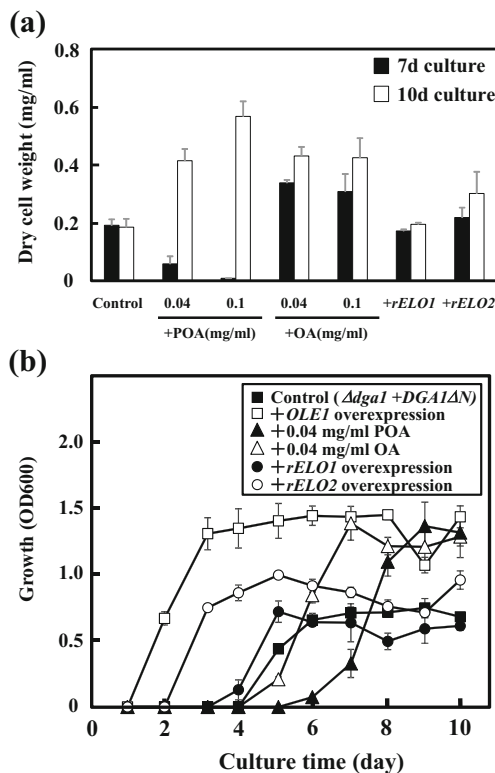 (a)
Dry cell weight (mg/ml)
0.8
0.6
0.4
0.2
0
7d culture
10d culture
Control
0.04
0.1
0.04
0.1
+rELO1
+rELO2
+POA(mg/ml)
+OA(mg/ml)
(b)
Growth (OD600)
2.0
1.5
1.0
0.5
0
Control (Δdga1 +DGA1ΔN)
+OLE1 overexpression
+0.04 mg/ml POA
+0.04 mg/ml OA
+rELO1 overexpression
+rELO2 overexpression
0
2
4
6
8
10
Culture time (day)